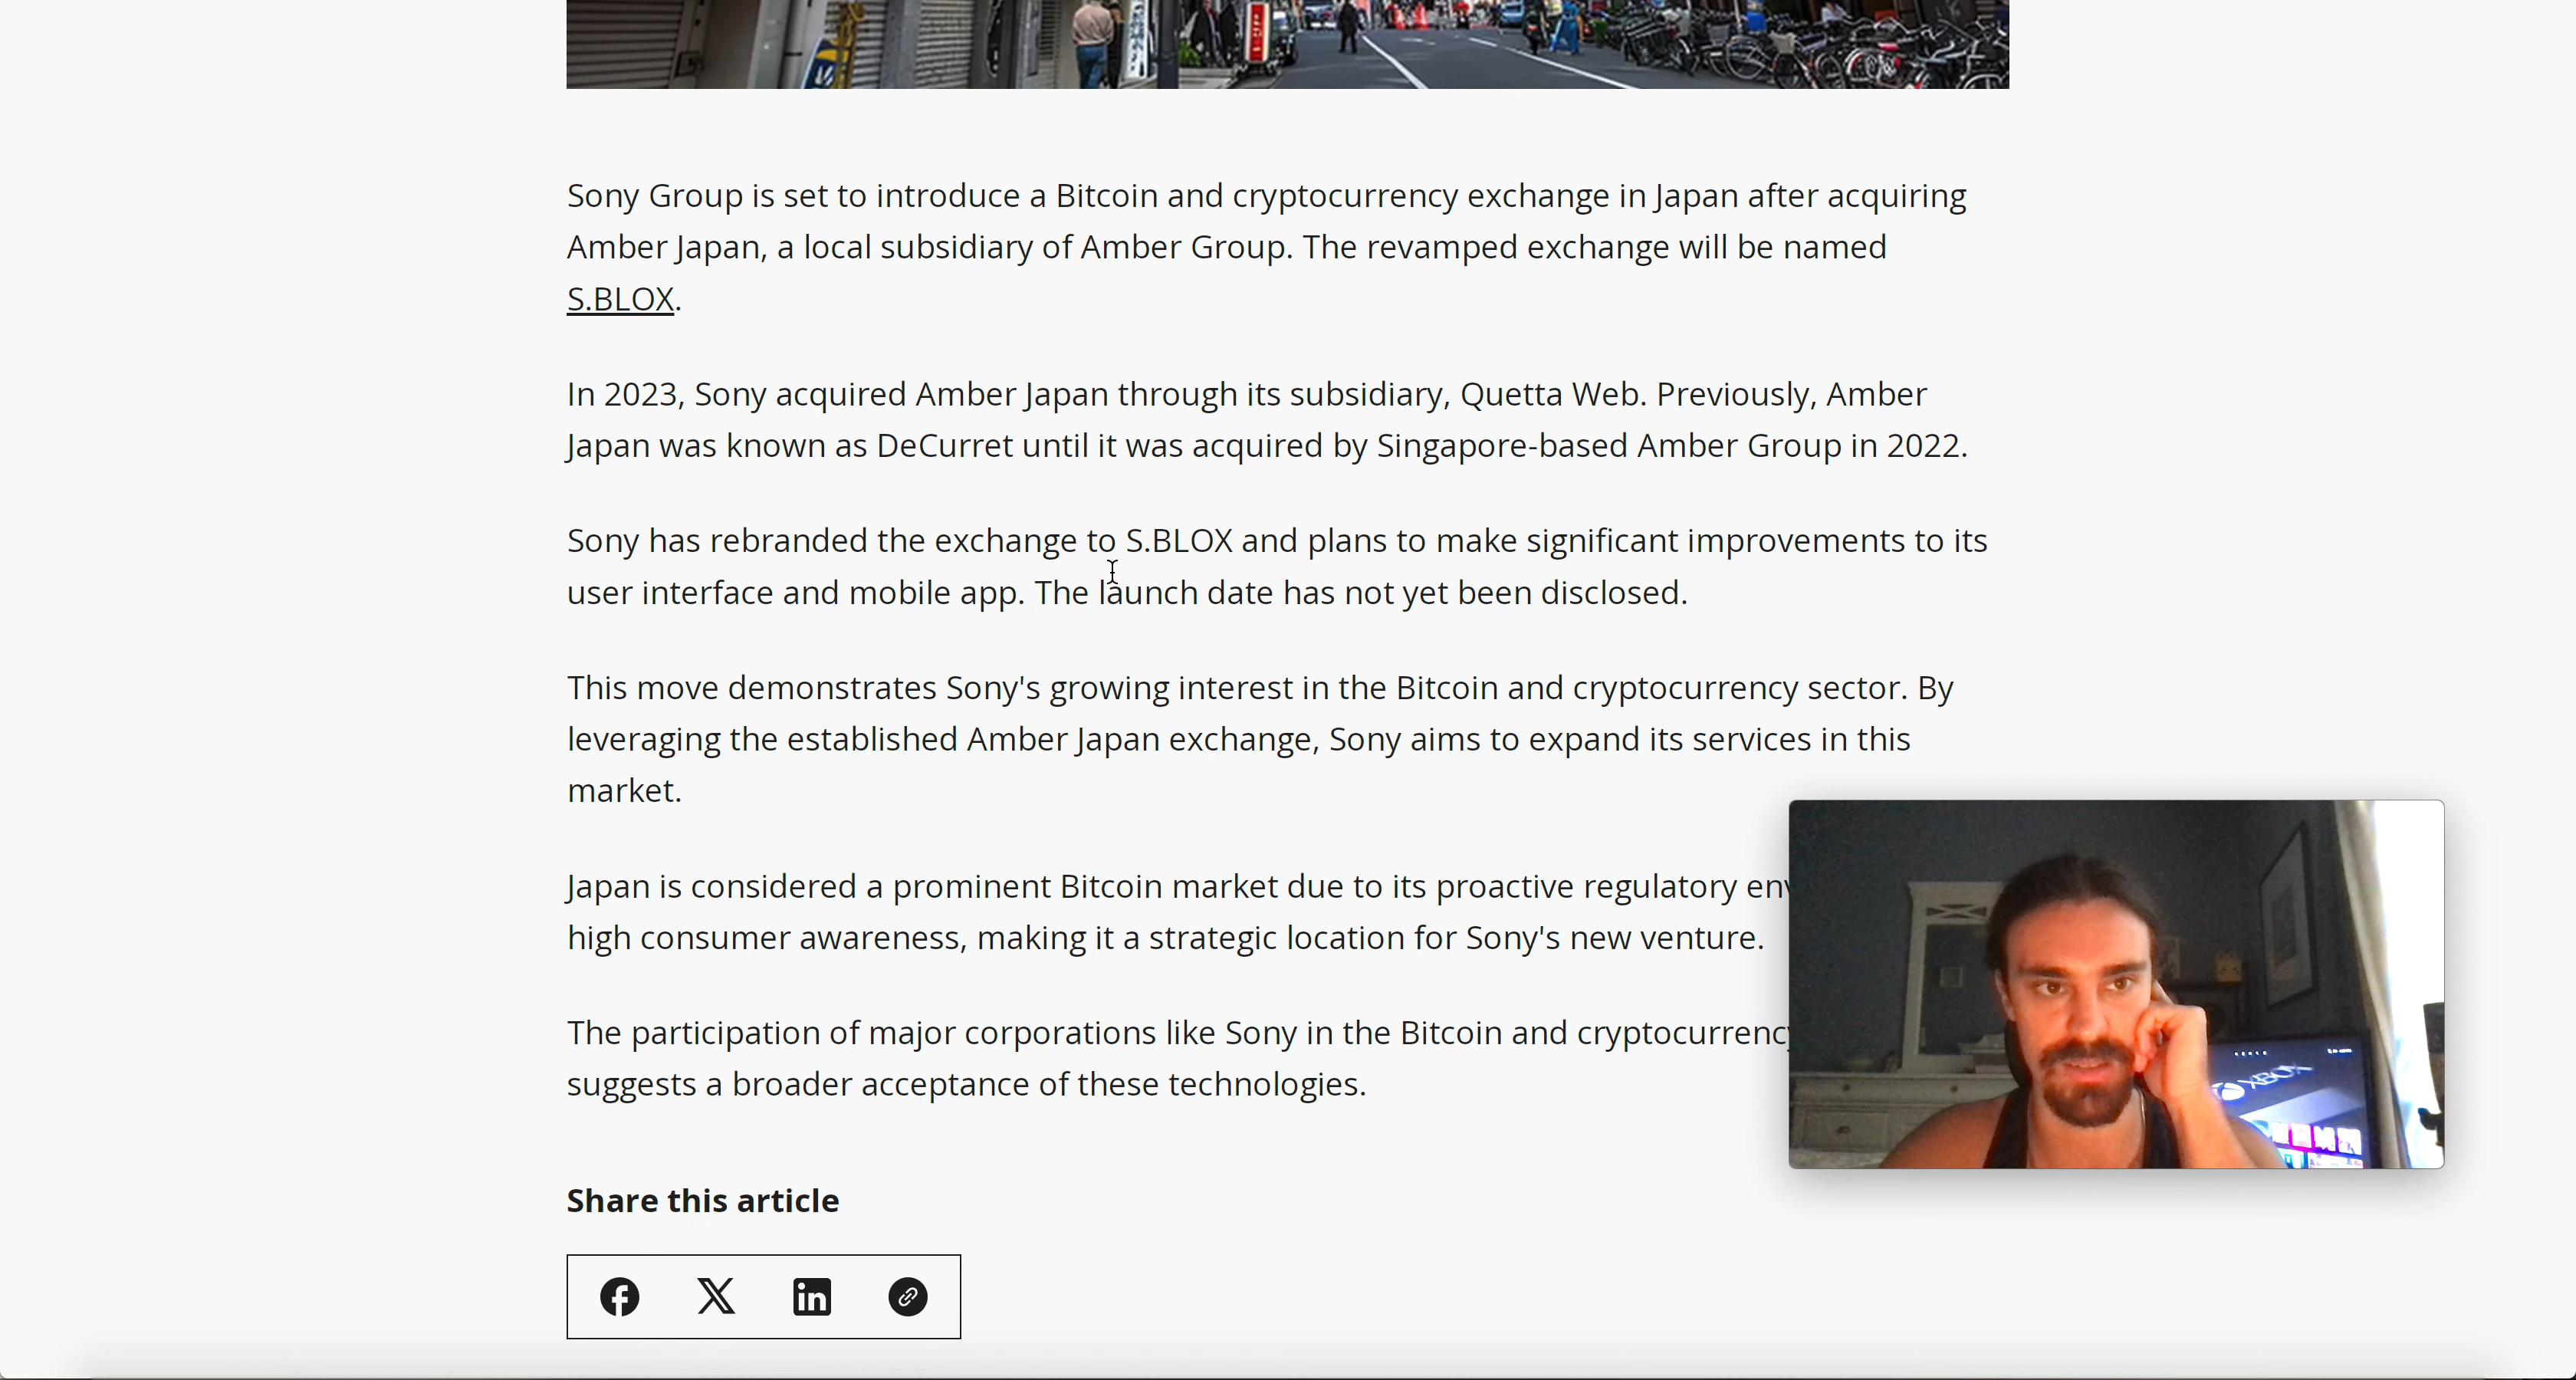 Sony Group is set to introduce a Bitcoin and cryptocurrency exchange in Japan after acquiring
Amber Japan, a local subsidiary of Amber Group. The revamped exchange will be named
S.BLOX.
In 2023, Sony acquired Amber Japan through its subsidiary, Quetta Web. Previously, Amber
Japan was known as DeCurret until it was acquired by Singapore-based Amber Group in 2022.
Sony has rebranded the exchange to S.BLOX and plans to make significant improvements to its
user interface and mobile app. The launch date has not yet been disclosed.
This move demonstrates Sony's growing interest in the Bitcoin and cryptocurrency sector. By
leveraging the established Amber Japan exchange, Sony aims to expand its services in this
market.
Japan is considered a prominent Bitcoin market due to its proactive regulatory
high consumer awareness, making it a strategic location for Sony's new venture.
The participation of major corporations like Sony in the Bitcoin and cryptocurrency
suggests a broader acceptance of these technologies.
XBOX
Share this article